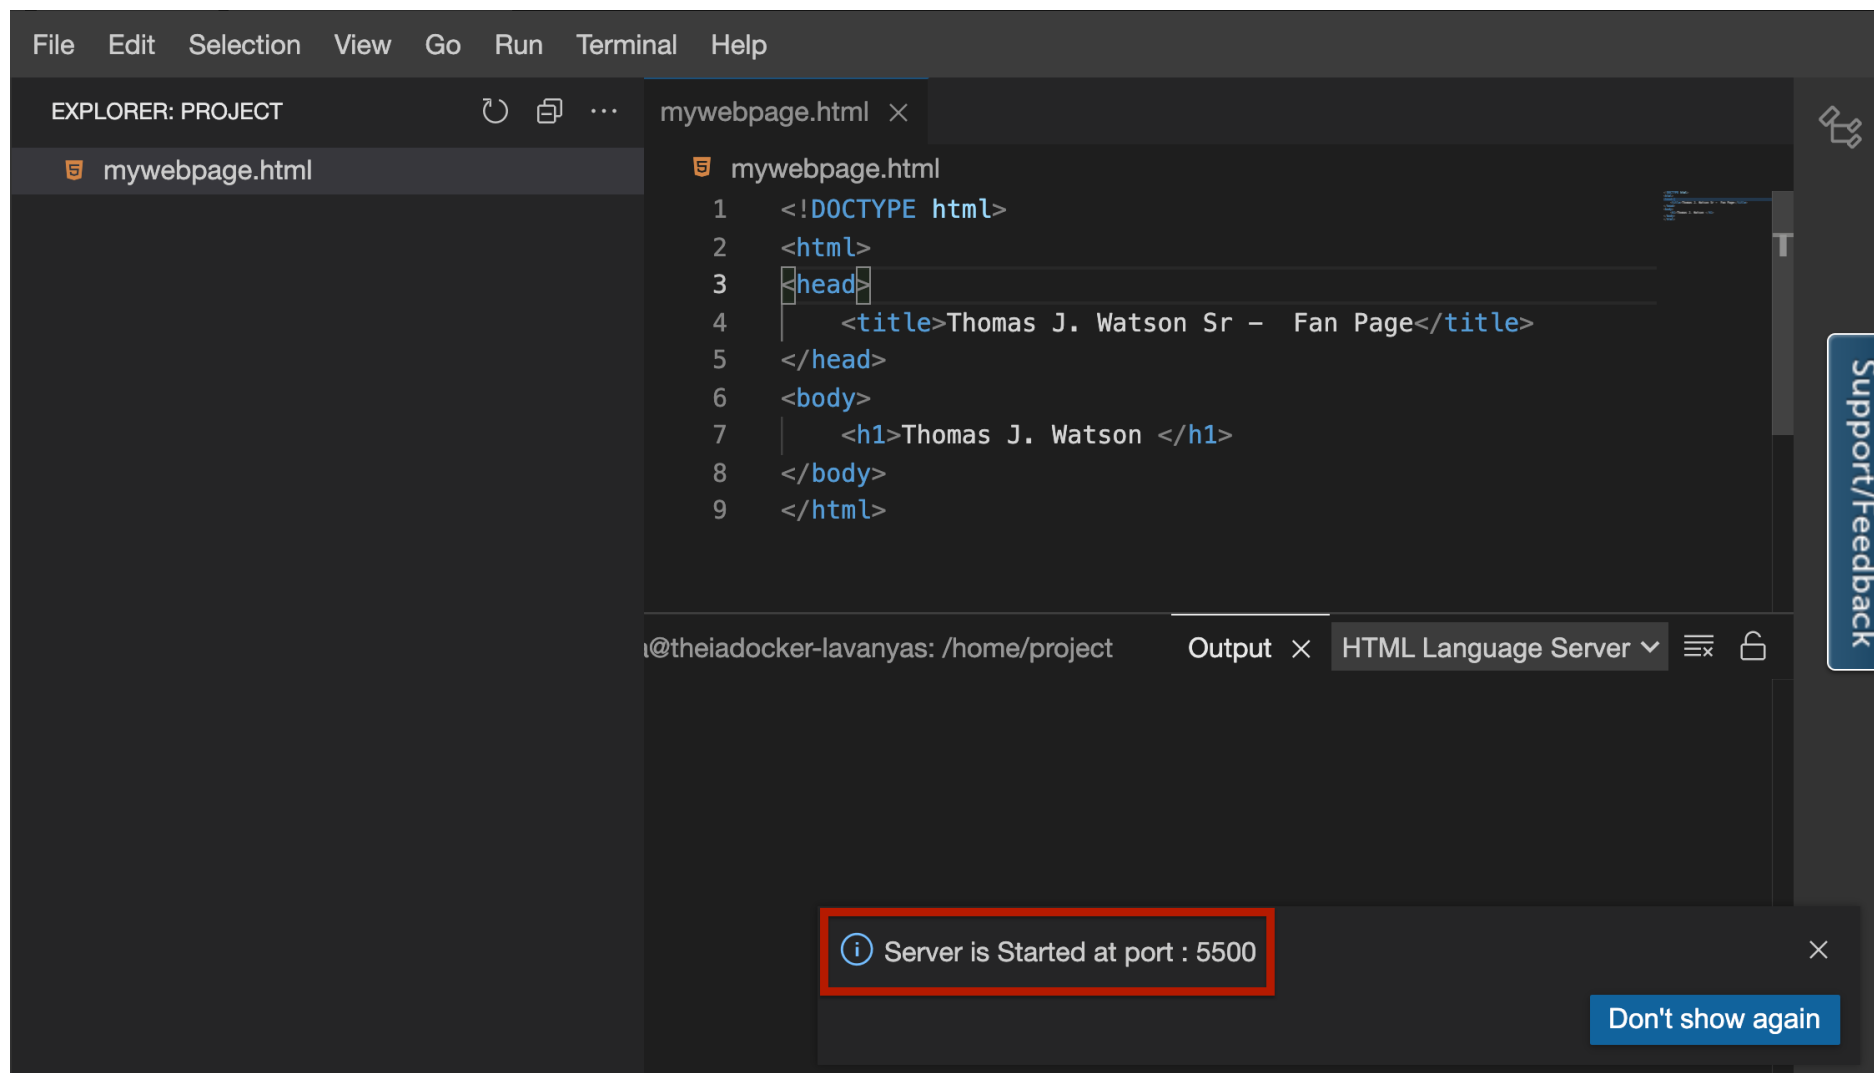 File Edit Selection View Go Run Terminal Help
EXPLORER: PROJECT
mywebpage.html
mywebpage.html
mywebpage.html
1 <!DOCTYPE html>
2 <html>
3 <head>
4 <title>Thomas J. Watson Sr -  Fan Page</title>
5 </head>
6 <body>
7 <h1>Thomas J. Watson </h1>
8 </body>
9 </html>
@theiadocker-lavanyas: /home/project
Output
HTML Language Server
Server is Started at port : 5500
Don't show again
Support/Feedback